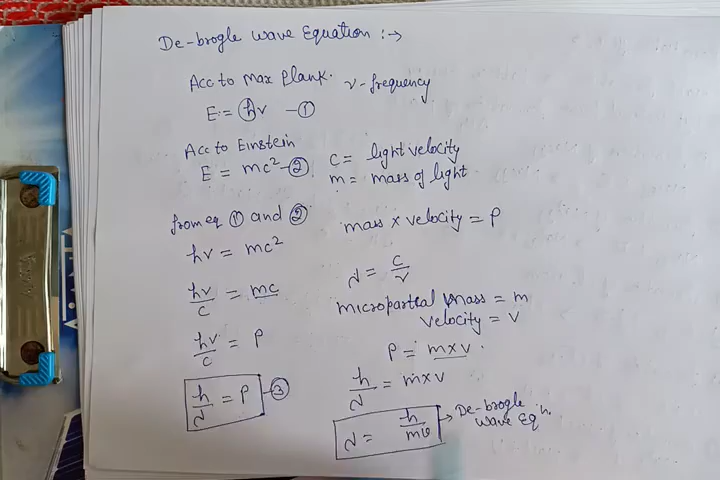 De-brogle wave Equation :→
Acc to Max Plank.
ν - frequency
E = hν — ①
Acc to Einstein
E = mc² — ②
C = light velocity
m = mass of light
from eq ① and ②
mass x velocity = P
hν = mc²
hν/c = mc
λ = c/ν
micropartical mass = m
velocity = v
hν/c = P
P = m x v .
h/λ = P — ③
h/λ = m x v
λ = h/mv → De-brogle
wave Eqn.